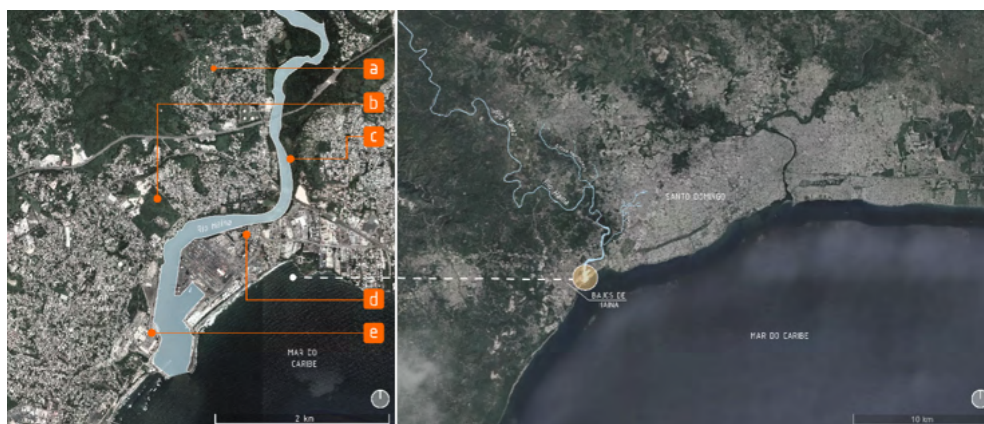 a
b
c
RIO HAINA
d
e
MAR DO
CARIBE
2 km
SANTO DOMINGO
BAJOS DE
HAINA
MAR DO CARIBE
10 km